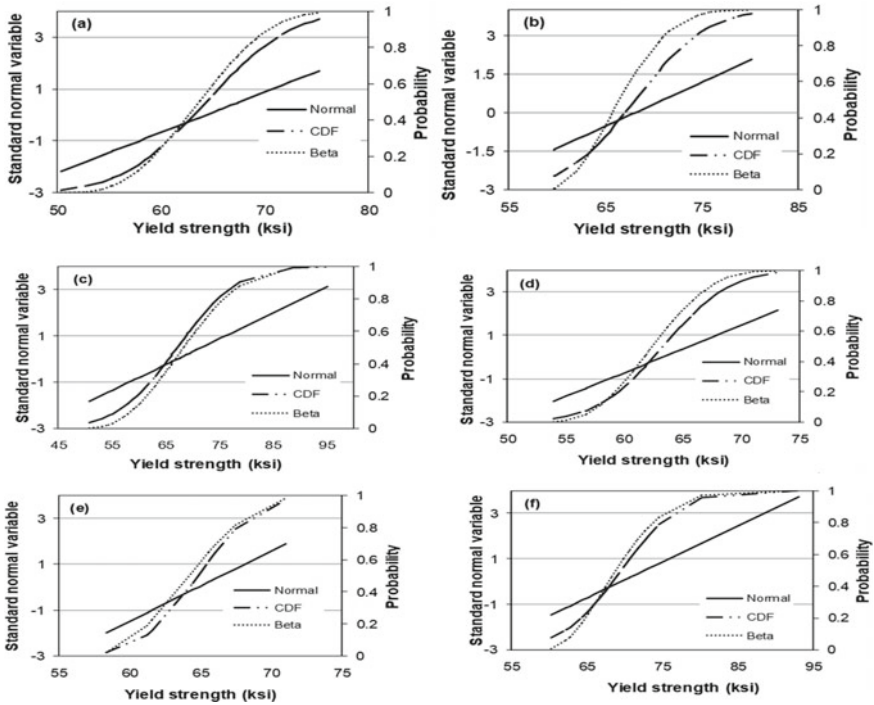 (a)
Standard normal variable
3
1
-1
-3
1
0.8
0.6
0.4
0.2
0
Probability
Normal
CDF
Beta
50 60 70 80
Yield strength (ksi)
(b)
Standard normal variable
3
1.5
0
-1.5
-3
1
0.8
0.6
0.4
0.2
0
Probability
Normal
CDF
Beta
55 65 75 85
Yield strength (ksi)
(c)
Standard normal variable
3
1
-1
-3
1
0.8
0.6
0.4
0.2
0
Probability
Normal
CDF
Beta
45 55 65 75 85 95
Yield strength (ksi)
(d)
Standard normal variable
4
2
1
-1
-3
1
0.8
0.6
0.4
0.2
0
Probability
Normal
CDF
Beta
50 55 60 65 70 75
Yield strength (ksi)
(e)
Standard normal variable
3
1
-1
-3
1
0.8
0.6
0.4
0.2
0
Probability
Normal
CDF
Beta
55 60 65 70 75
Yield strength (ksi)
(f)
Standard normal variable
3
1
-1
-3
1
0.8
0.6
0.4
0.2
0
Probability
Normal
CDF
Beta
55 65 75 85 95
Yield strength (ksi)